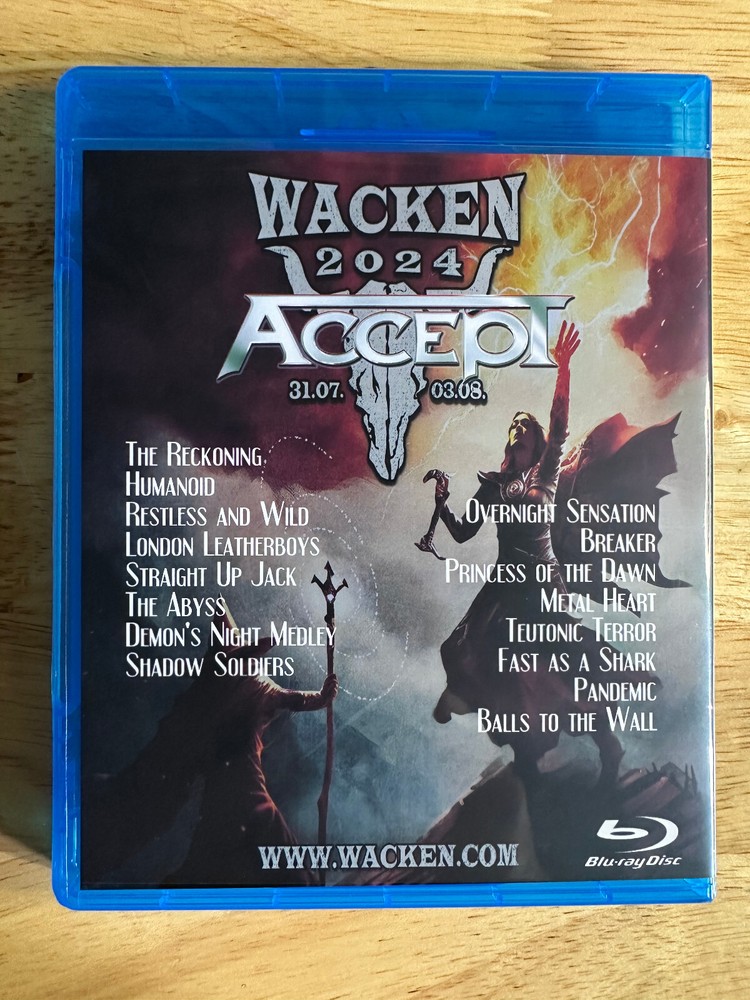 WACKEN
2024
ACCEPT
31.07. 03.08.
THE RECKONING
HUMANOID
RESTLESS AND WILD
LONDON LEATHERBOYS
STRAIGHT UP JACK
THE ABYSS
DEMON'S NIGHT MEDLEY
SHADOW SOLDIERS
OVERNIGHT SENSATION
BREAKER
PRINCESS OF THE DAWN
METAL HEART
TEUTONIC TERROR
FAST AS A SHARK
PANDEMIC
BALLS TO THE WALL
WWW.WACKEN.COM
Blu-ray Disc